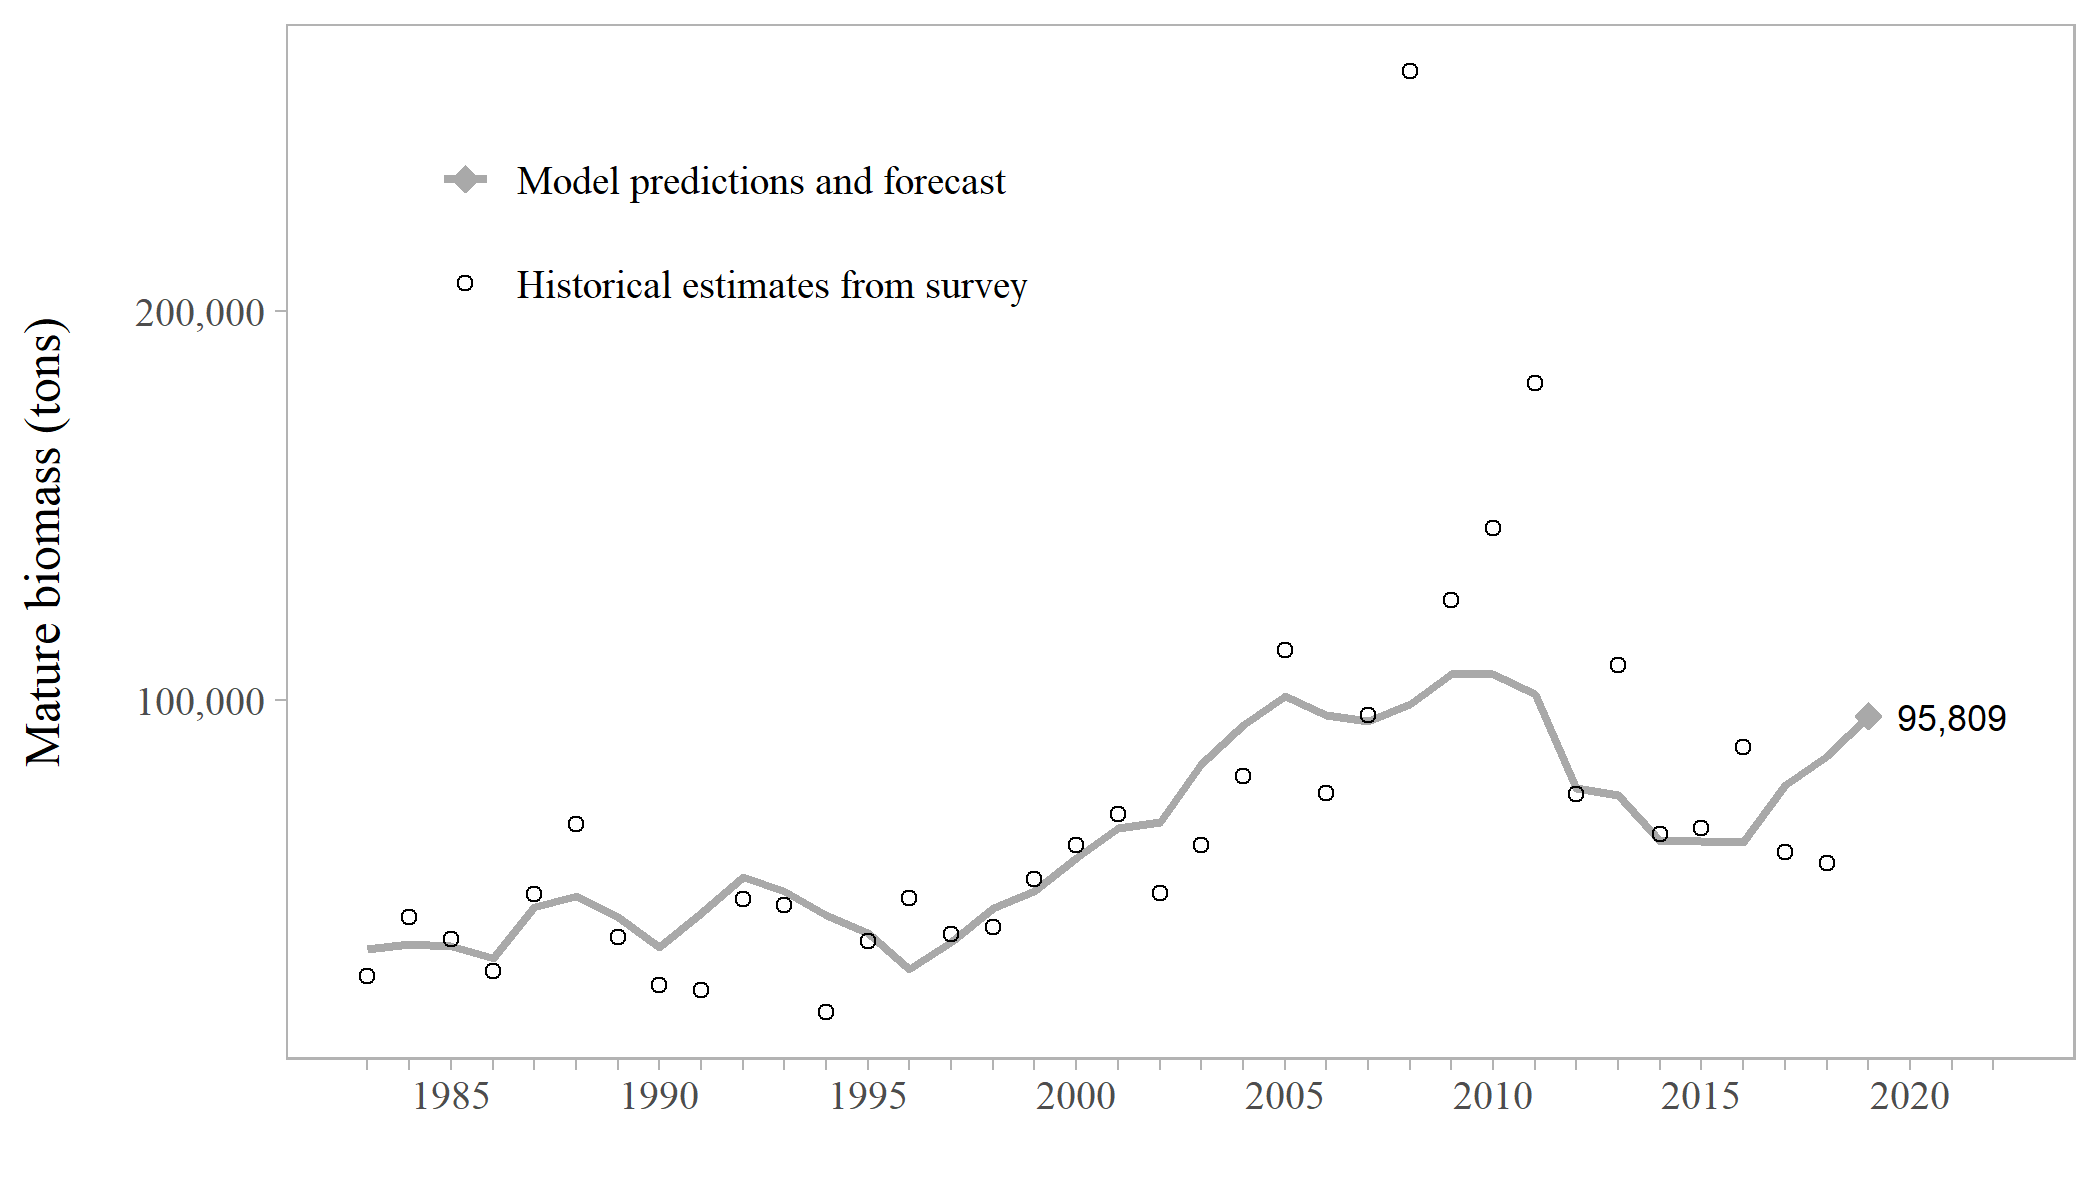 Model predictions and forecast
Historical estimates from survey
Mature biomass (tons)
200,000
100,000
95,809
1985 1990 1995 2000 2005 2010 2015 2020